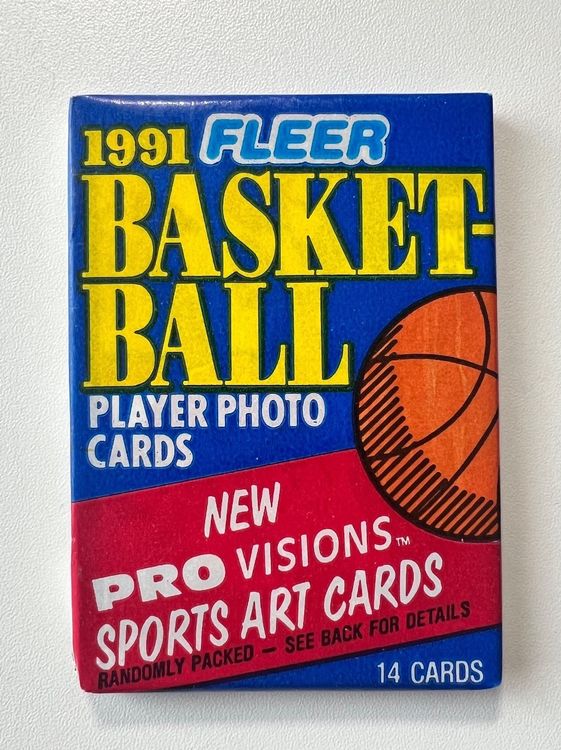 1991 FLEER
BASKET-
BALL
PLAYER PHOTO
CARDS
NEW
PRO VISIONS™
SPORTS ART CARDS
RANDOMLY PACKED — SEE BACK FOR DETAILS
14 CARDS